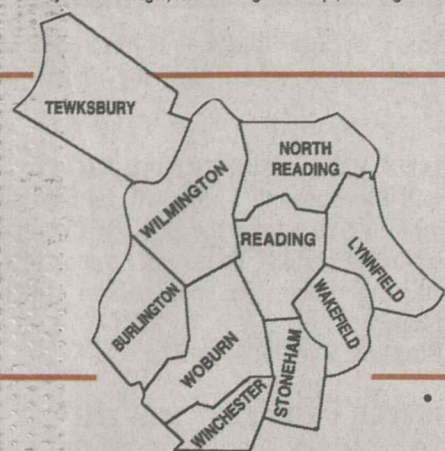 TEWKSBURY
WILMINGTON
NORTH
READING
READING
LYNNFIELD
BURLINGTON
WAKEFIELD
WOBURN
STONEHAM
WINCHESTER